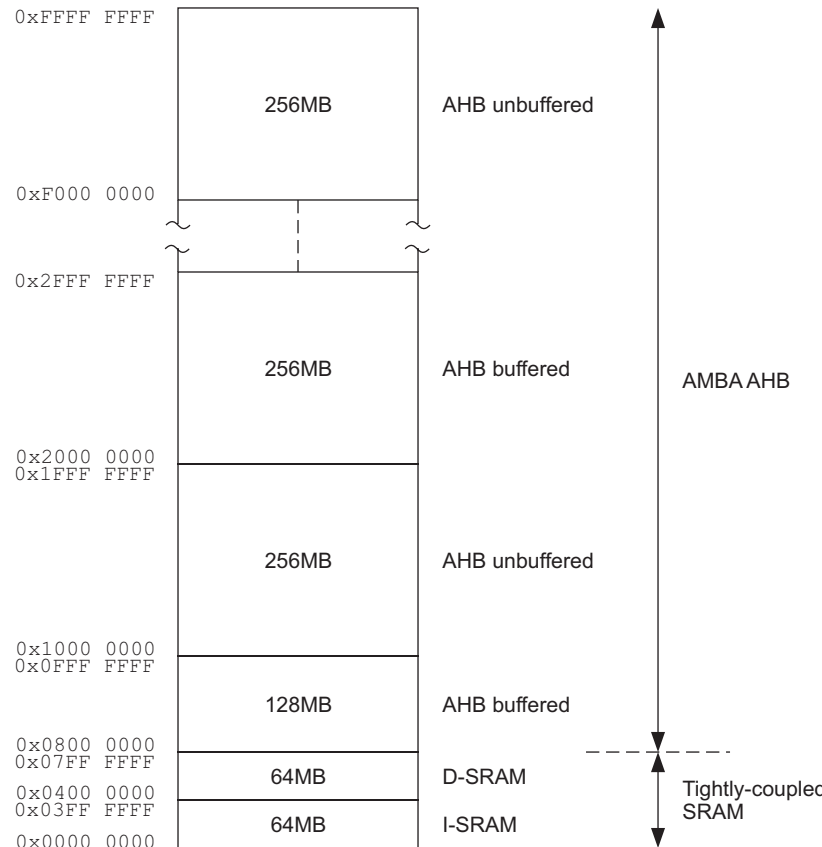 0xFFFF FFFF
256MB
AHB unbuffered
0xF000 0000
0x2FFF FFFF
256MB
AHB buffered
AMBA AHB
0x2000 0000
0x1FFF FFFF
256MB
AHB unbuffered
0x1000 0000
0x0FFF FFFF
128MB
AHB buffered
0x0800 0000
0x07FF FFFF
64MB
D-SRAM
0x0400 0000
0x03FF FFFF
64MB
I-SRAM
0x0000 0000
Tightly-coupled
SRAM